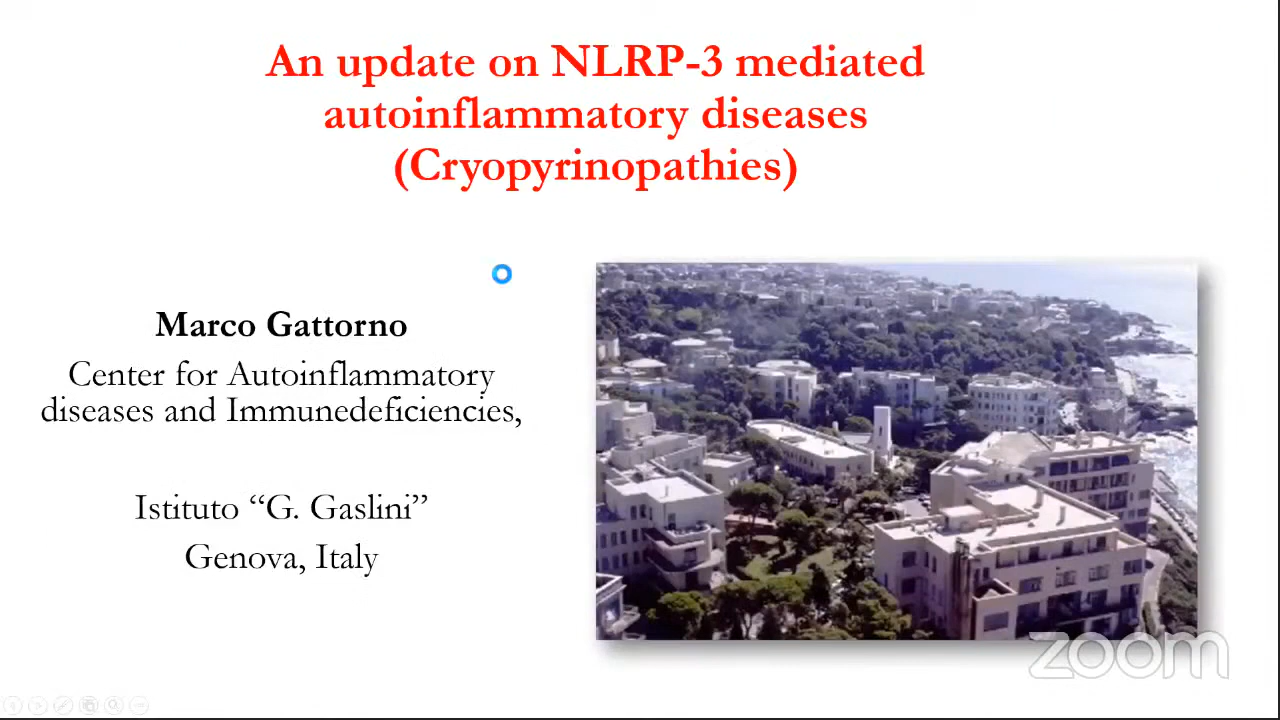 An update on NLRP-3 mediated
autoinflammatory diseases
(Cryopyrinopathies)
Marco Gattorno
Center for Autoinflammatory
diseases and Immunedeficiencies,
Istituto “G. Gaslini”
Genova, Italy
zoom